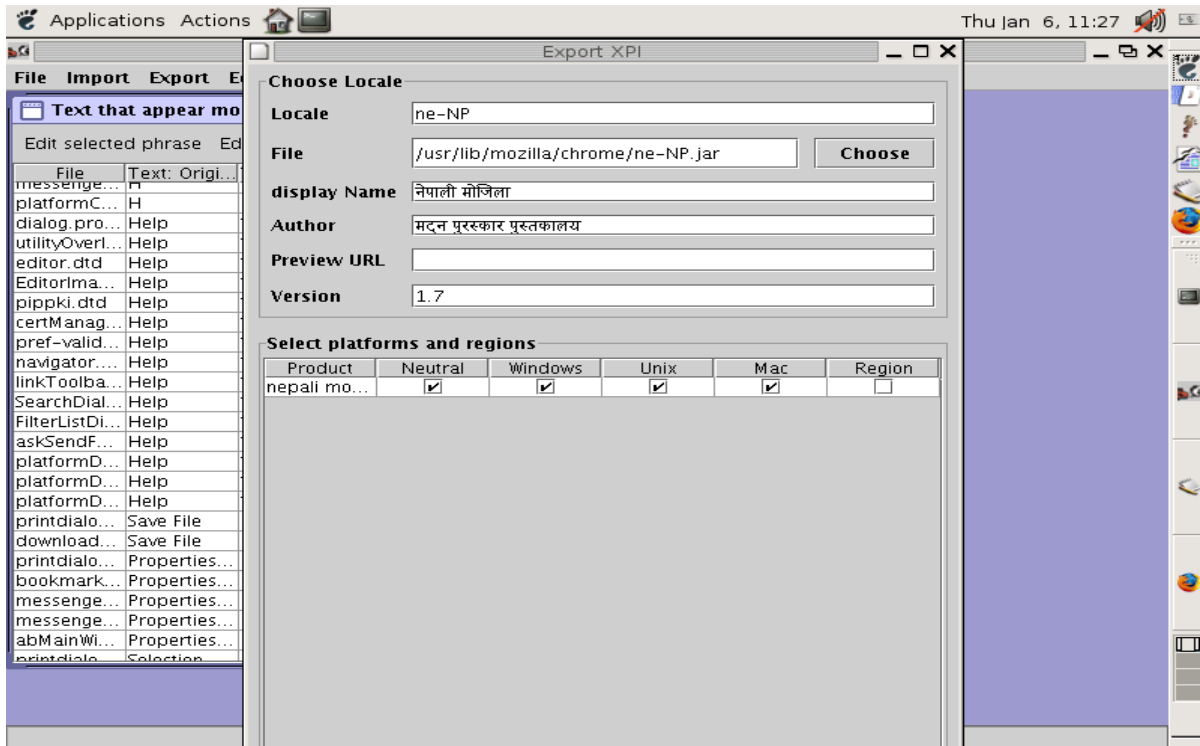 Applications Actions Thu Jan 6, 11:27
Export XPI
File Import Export
Text that appear mo
Edit selected phrase Ed
File Text: Origi...
messenge... H
platformC... H
dialog.pro... Help
utilityOverl... Help
editor.dtd Help
EditorIma... Help
pippki.dtd Help
certManag... Help
pref-valid... Help
navigator.... Help
linkToolba... Help
SearchDial... Help
FilterListDi... Help
askSendF... Help
platformD... Help
platformD... Help
platformD... Help
printdialo... Save File
download... Save File
printdialo... Properties...
bookmark... Properties...
messenge... Properties...
messenge... Properties...
abMainWi... Properties...
printdialo... Selection
Choose Locale
Locale ne-NP
File /usr/lib/mozilla/chrome/ne-NP.jar Choose
display Name नेपाली मोजिला
Author मदन पुरस्कार पुस्तकालय
Preview URL
Version 1.7
Select platforms and regions
Product Neutral Windows Unix Mac Region
nepali mo...